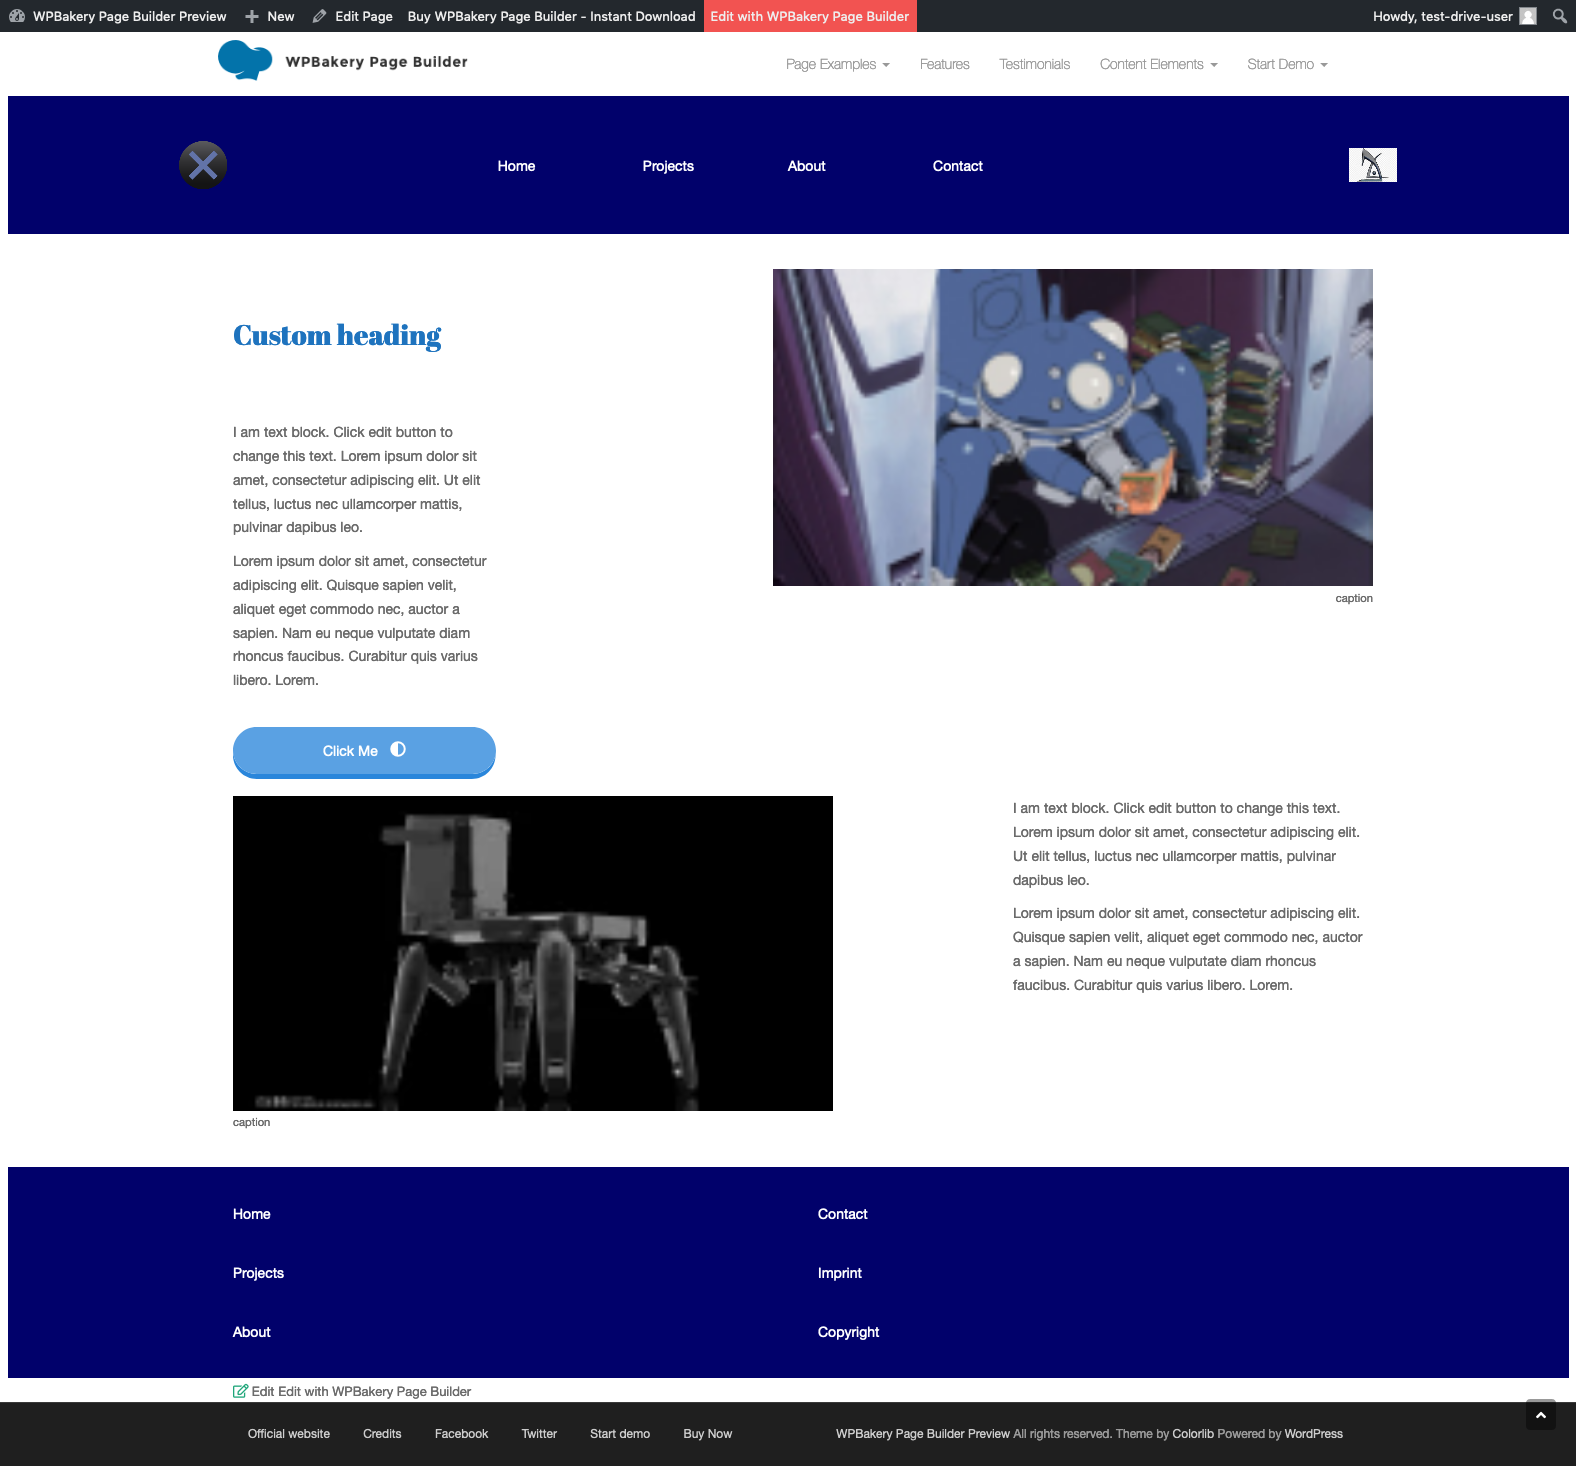 WPBakery Page Builder Preview New Edit Page Buy WPBakery Page Builder - Instant Download Edit with WPBakery Page Builder Howdy, test-drive-user
WPBakery Page Builder Page Examples Features Testimonials Content Elements Start Demo
Home Projects About Contact
Custom heading
I am text block. Click edit button to
change this text. Lorem ipsum dolor sit
amet, consectetur adipiscing elit. Ut elit
tellus, luctus nec ullamcorper mattis,
pulvinar dapibus leo.
Lorem ipsum dolor sit amet, consectetur
adipiscing elit. Quisque sapien velit,
aliquet eget commodo nec, auctor a
sapien. Nam eu neque vulputate diam
rhoncus faucibus. Curabitur quis varius
libero. Lorem.
Click Me
caption
caption
I am text block. Click edit button to change this text.
Lorem ipsum dolor sit amet, consectetur adipiscing elit.
Ut elit tellus, luctus nec ullamcorper mattis, pulvinar
dapibus leo.
Lorem ipsum dolor sit amet, consectetur adipiscing elit.
Quisque sapien velit, aliquet eget commodo nec, auctor
a sapien. Nam eu neque vulputate diam rhoncus
faucibus. Curabitur quis varius libero. Lorem.
Home Contact
Projects Imprint
About Copyright
Edit Edit with WPBakery Page Builder
Official website Credits Facebook Twitter Start demo Buy Now WPBakery Page Builder Preview All rights reserved. Theme by Colorlib Powered by WordPress